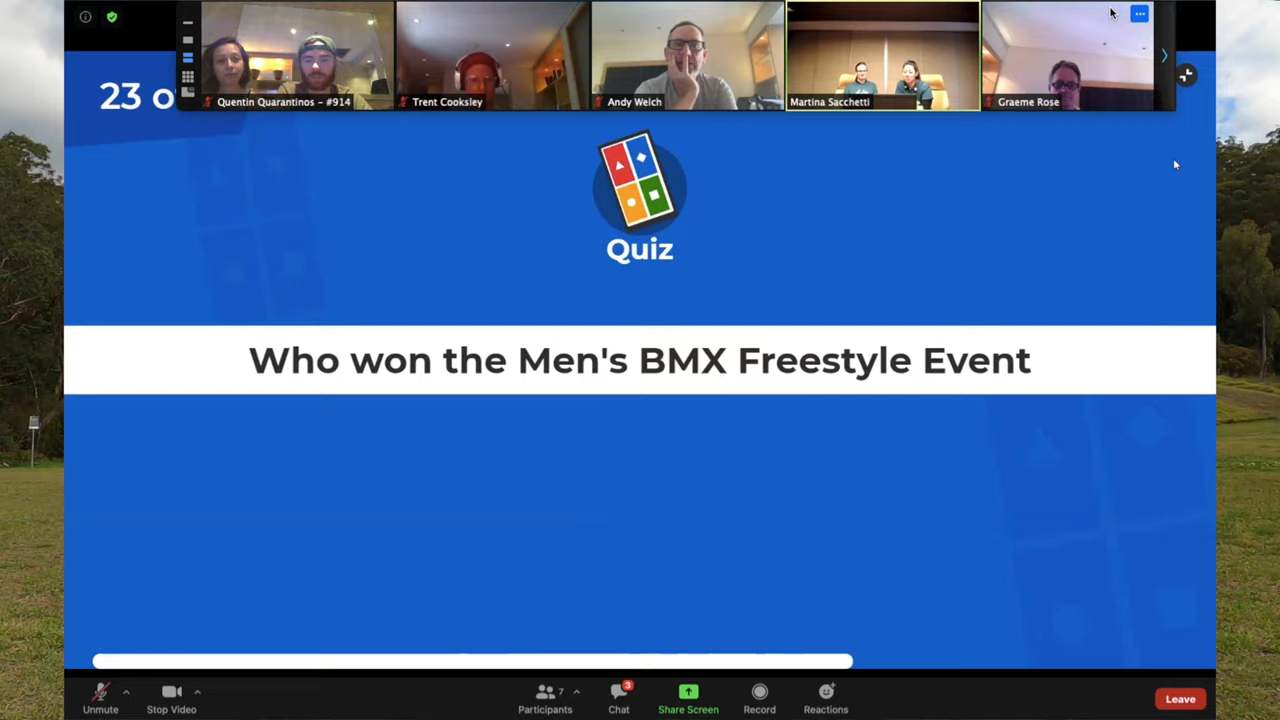 Quentin Quarantinos - #914
Trent Cooksley
Andy Welch
Martina Sacchetti
Graeme Rose
23 o
Quiz
Who won the Men's BMX Freestyle Event
Unmute
Stop Video
7
Participants
3
Chat
Share Screen
Record
Reactions
Leave